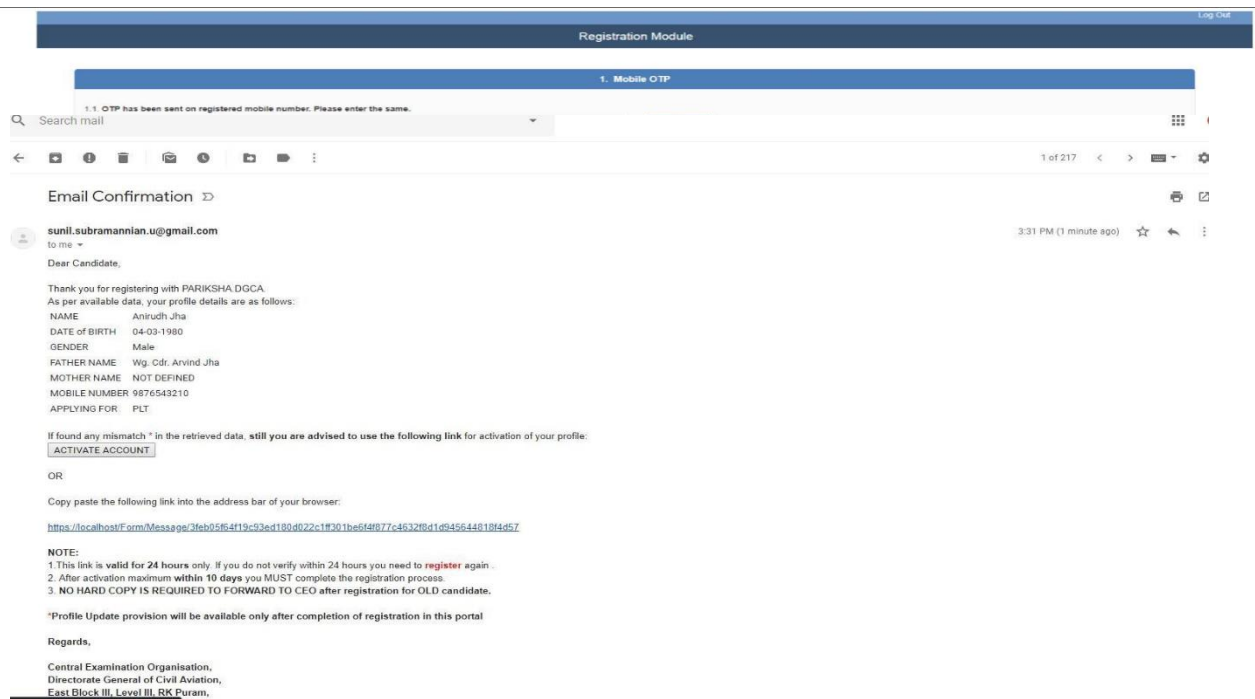 Log Out
Registration Module
1. Mobile OTP
1.1. OTP has been sent on registered mobile number. Please enter the same.
Search mail
1 of 217
Email Confirmation
sunil.subramannian.u@gmail.com
3:31 PM (1 minute ago)
to me
Dear Candidate,
Thank you for registering with PARIKSHA.DGCA.
As per available data, your profile details are as follows:
NAME Anirudh Jha
DATE of BIRTH 04-03-1980
GENDER Male
FATHER NAME Wg. Cdr. Arvind Jha
MOTHER NAME NOT DEFINED
MOBILE NUMBER 9876543210
APPLYING FOR PLT
If found any mismatch * in the retrieved data, still you are advised to use the following link for activation of your profile:
ACTIVATE ACCOUNT
OR
Copy paste the following link into the address bar of your browser:
https://localhost/Form/Message/3feb05f64f19c93ed180d022c1ff301be6f4f877c4632f8d1d945644818f4d57
NOTE:
1.This link is valid for 24 hours only. If you do not verify within 24 hours you need to register again .
2. After activation maximum within 10 days you MUST complete the registration process.
3. NO HARD COPY IS REQUIRED TO FORWARD TO CEO after registration for OLD candidate.
*Profile Update provision will be available only after completion of registration in this portal
Regards,
Central Examination Organisation,
Directorate General of Civil Aviation,
East Block III, Level III, RK Puram,